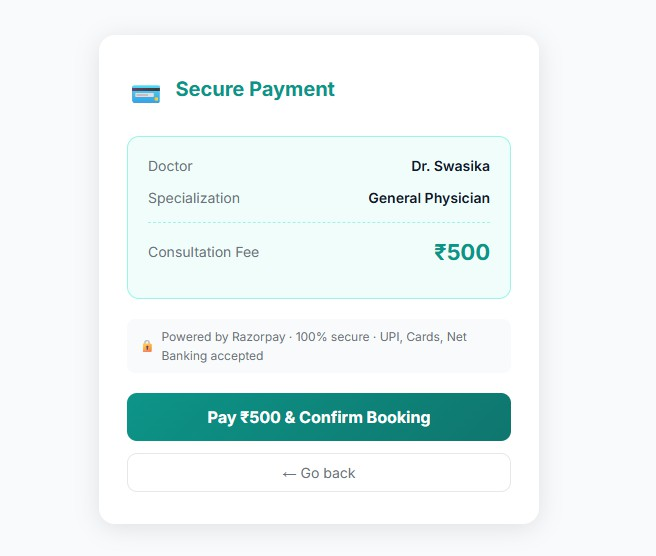 Secure Payment
Doctor Dr. Swasika
Specialization General Physician
Consultation Fee ₹500
Powered by Razorpay · 100% secure · UPI, Cards, Net
Banking accepted
Pay ₹500 & Confirm Booking
← Go back